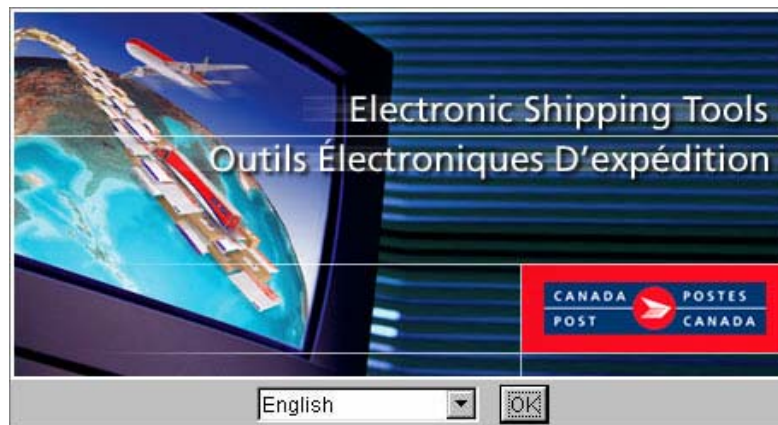 Electronic Shipping Tools
Outils Électroniques D'expédition
CANADA POSTES
POST CANADA
English OK